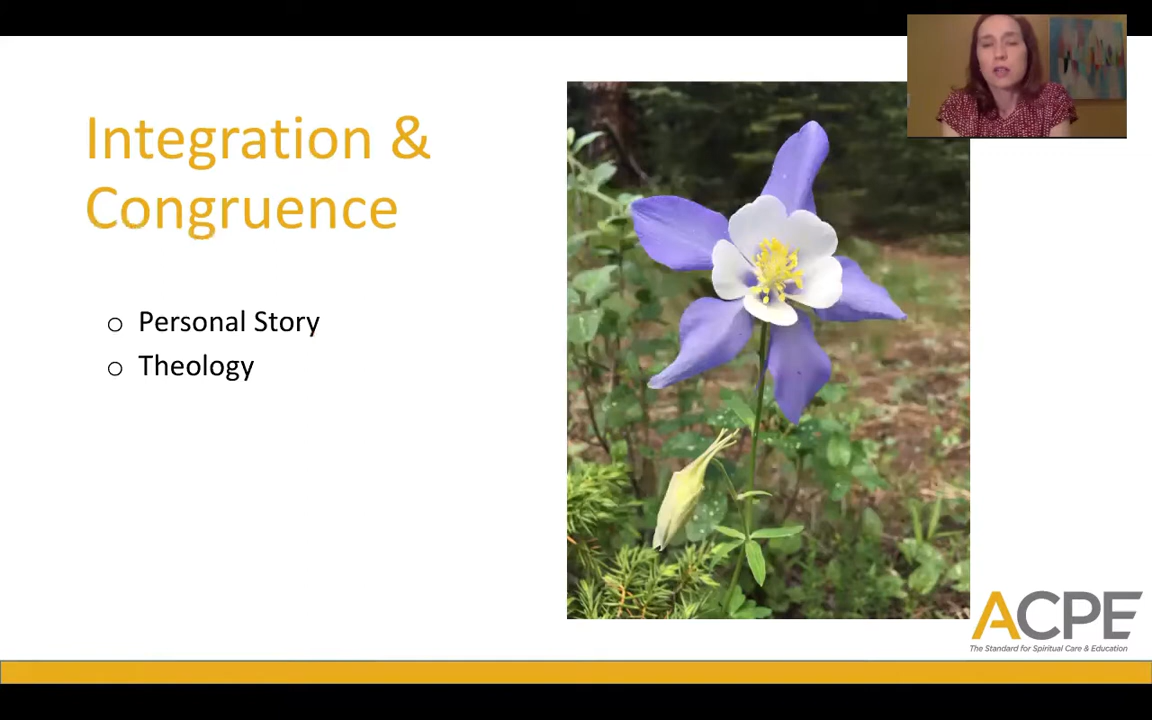 Integration &
Congruence
o Personal Story
o Theology
ACPE
The Standard for Spiritual Care & Education